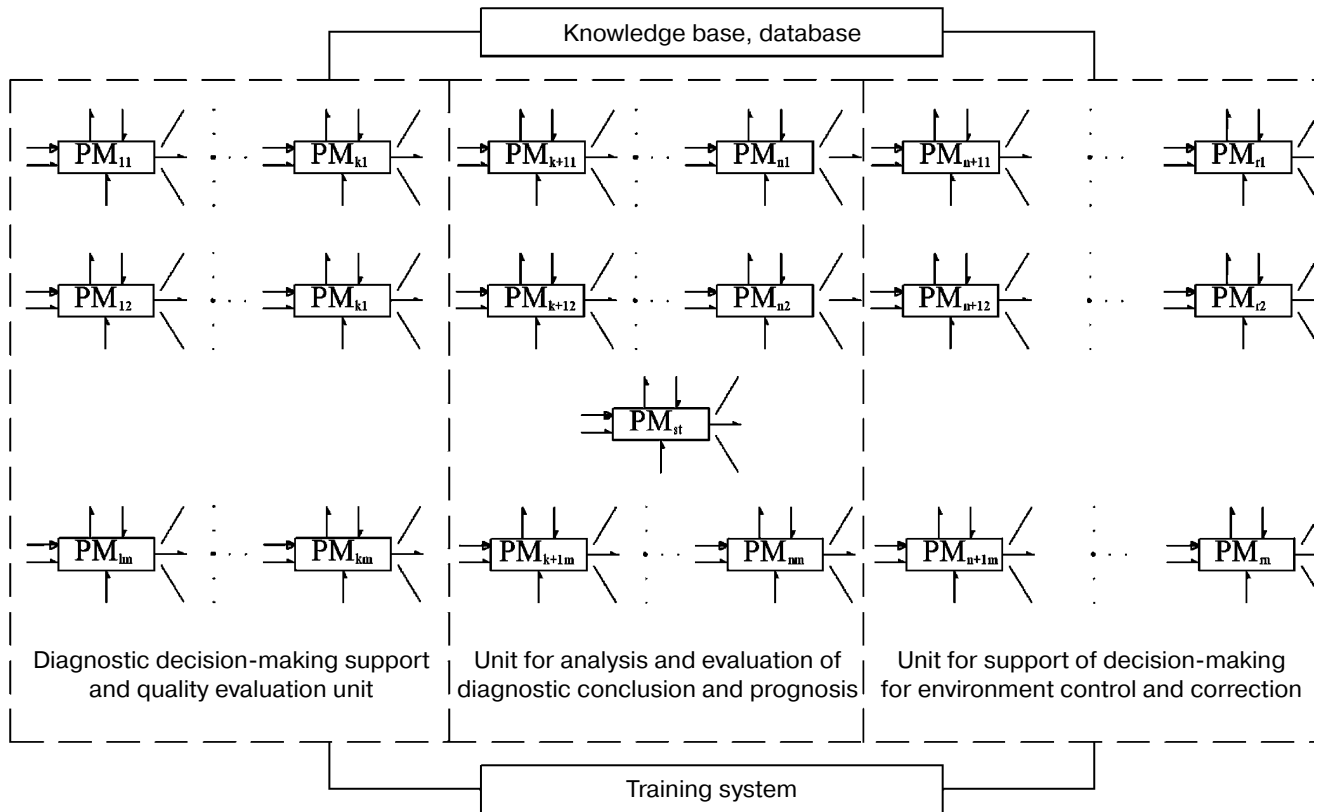 Knowledge base, database
PM11 PMk1 PMk+11 PMn1 PMn+11 PMr1
PM12 PMk1 PMk+12 PMn2 PMn+12 PMr2
PMst
PMlm PMkm PMk+1m PMnm PMn+1m PMrn
Diagnostic decision-making support
and quality evaluation unit
Unit for analysis and evaluation of
diagnostic conclusion and prognosis
Unit for support of decision-making
for environment control and correction
Training system